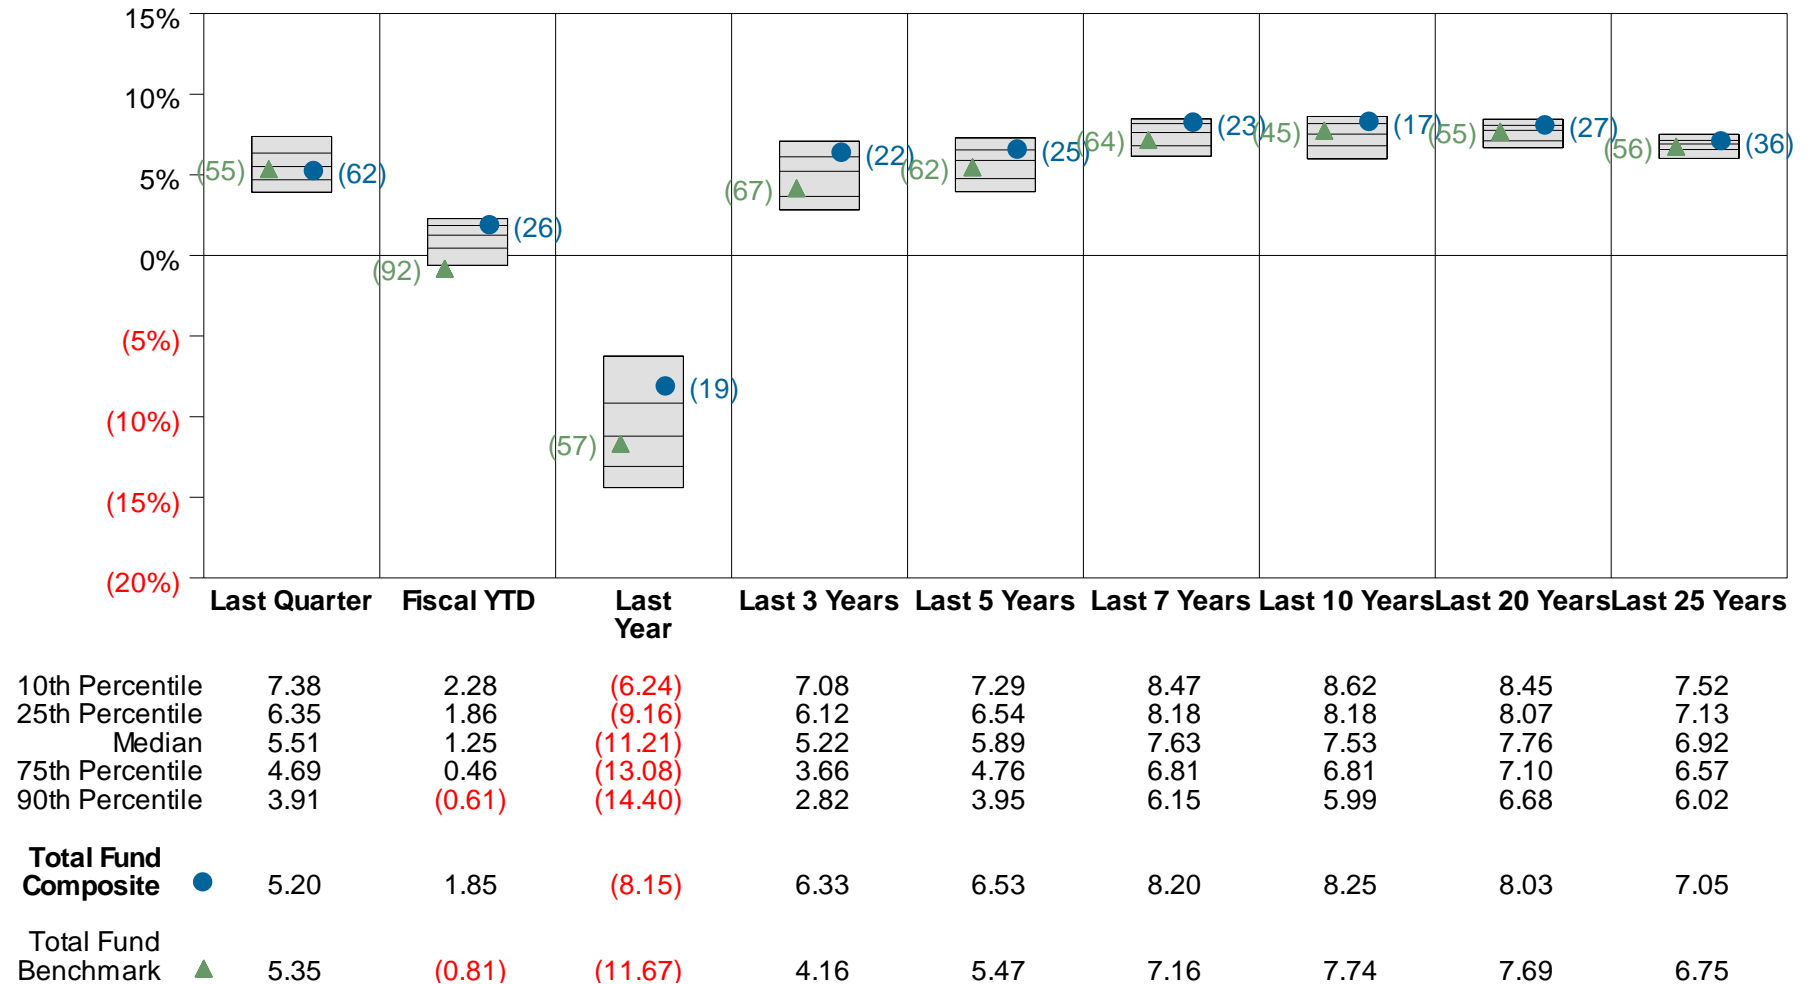 15%
10%
5%
0%
(5%)
(10%)
(15%)
(20%)
(55) (62)
(92) (26)
(57) (19)
(67) (22)
(62) (25)
(64) (23)
(45) (17)
(55) (27)
(56) (36)
Last Quarter Fiscal YTD Last Year Last 3 Years Last 5 Years Last 7 Years Last 10 Years Last 20 Years Last 25 Years
10th Percentile 7.38 2.28 (6.24) 7.08 7.29 8.47 8.62 8.45 7.52
25th Percentile 6.35 1.86 (9.16) 6.12 6.54 8.18 8.18 8.07 7.13
Median 5.51 1.25 (11.21) 5.22 5.89 7.63 7.53 7.76 6.92
75th Percentile 4.69 0.46 (13.08) 3.66 4.76 6.81 6.81 7.10 6.57
90th Percentile 3.91 (0.61) (14.40) 2.82 3.95 6.15 5.99 6.68 6.02
Total Fund
Composite 5.20 1.85 (8.15) 6.33 6.53 8.20 8.25 8.03 7.05
Total Fund
Benchmark 5.35 (0.81) (11.67) 4.16 5.47 7.16 7.74 7.69 6.75